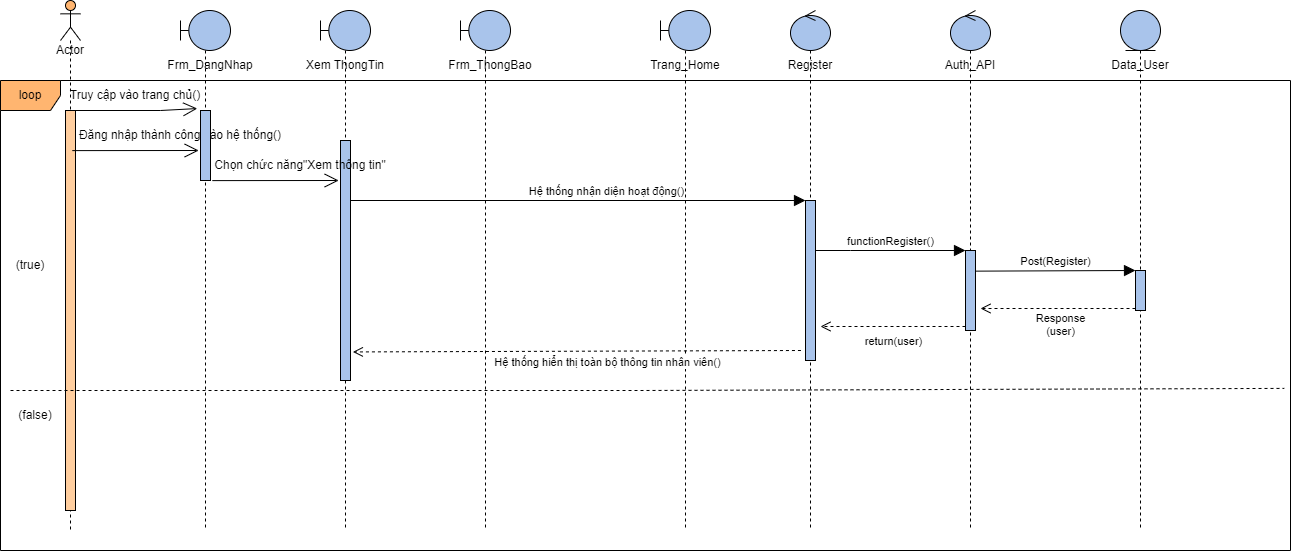 Actor
Frm_DangNhap
Xem ThongTin
Frm_ThongBao
Trang_Home
Register
Auth_API
Data_User
loop
Truy cập vào trang chủ()
Đăng nhập thành công vào hệ thống()
Chọn chức năng"Xem thông tin"
Hệ thống nhận diện hoạt động()
functionRegister()
Post(Register)
(true)
Response
(user)
return(user)
Hệ thống hiển thị toàn bộ thông tin nhân viên()
(false)